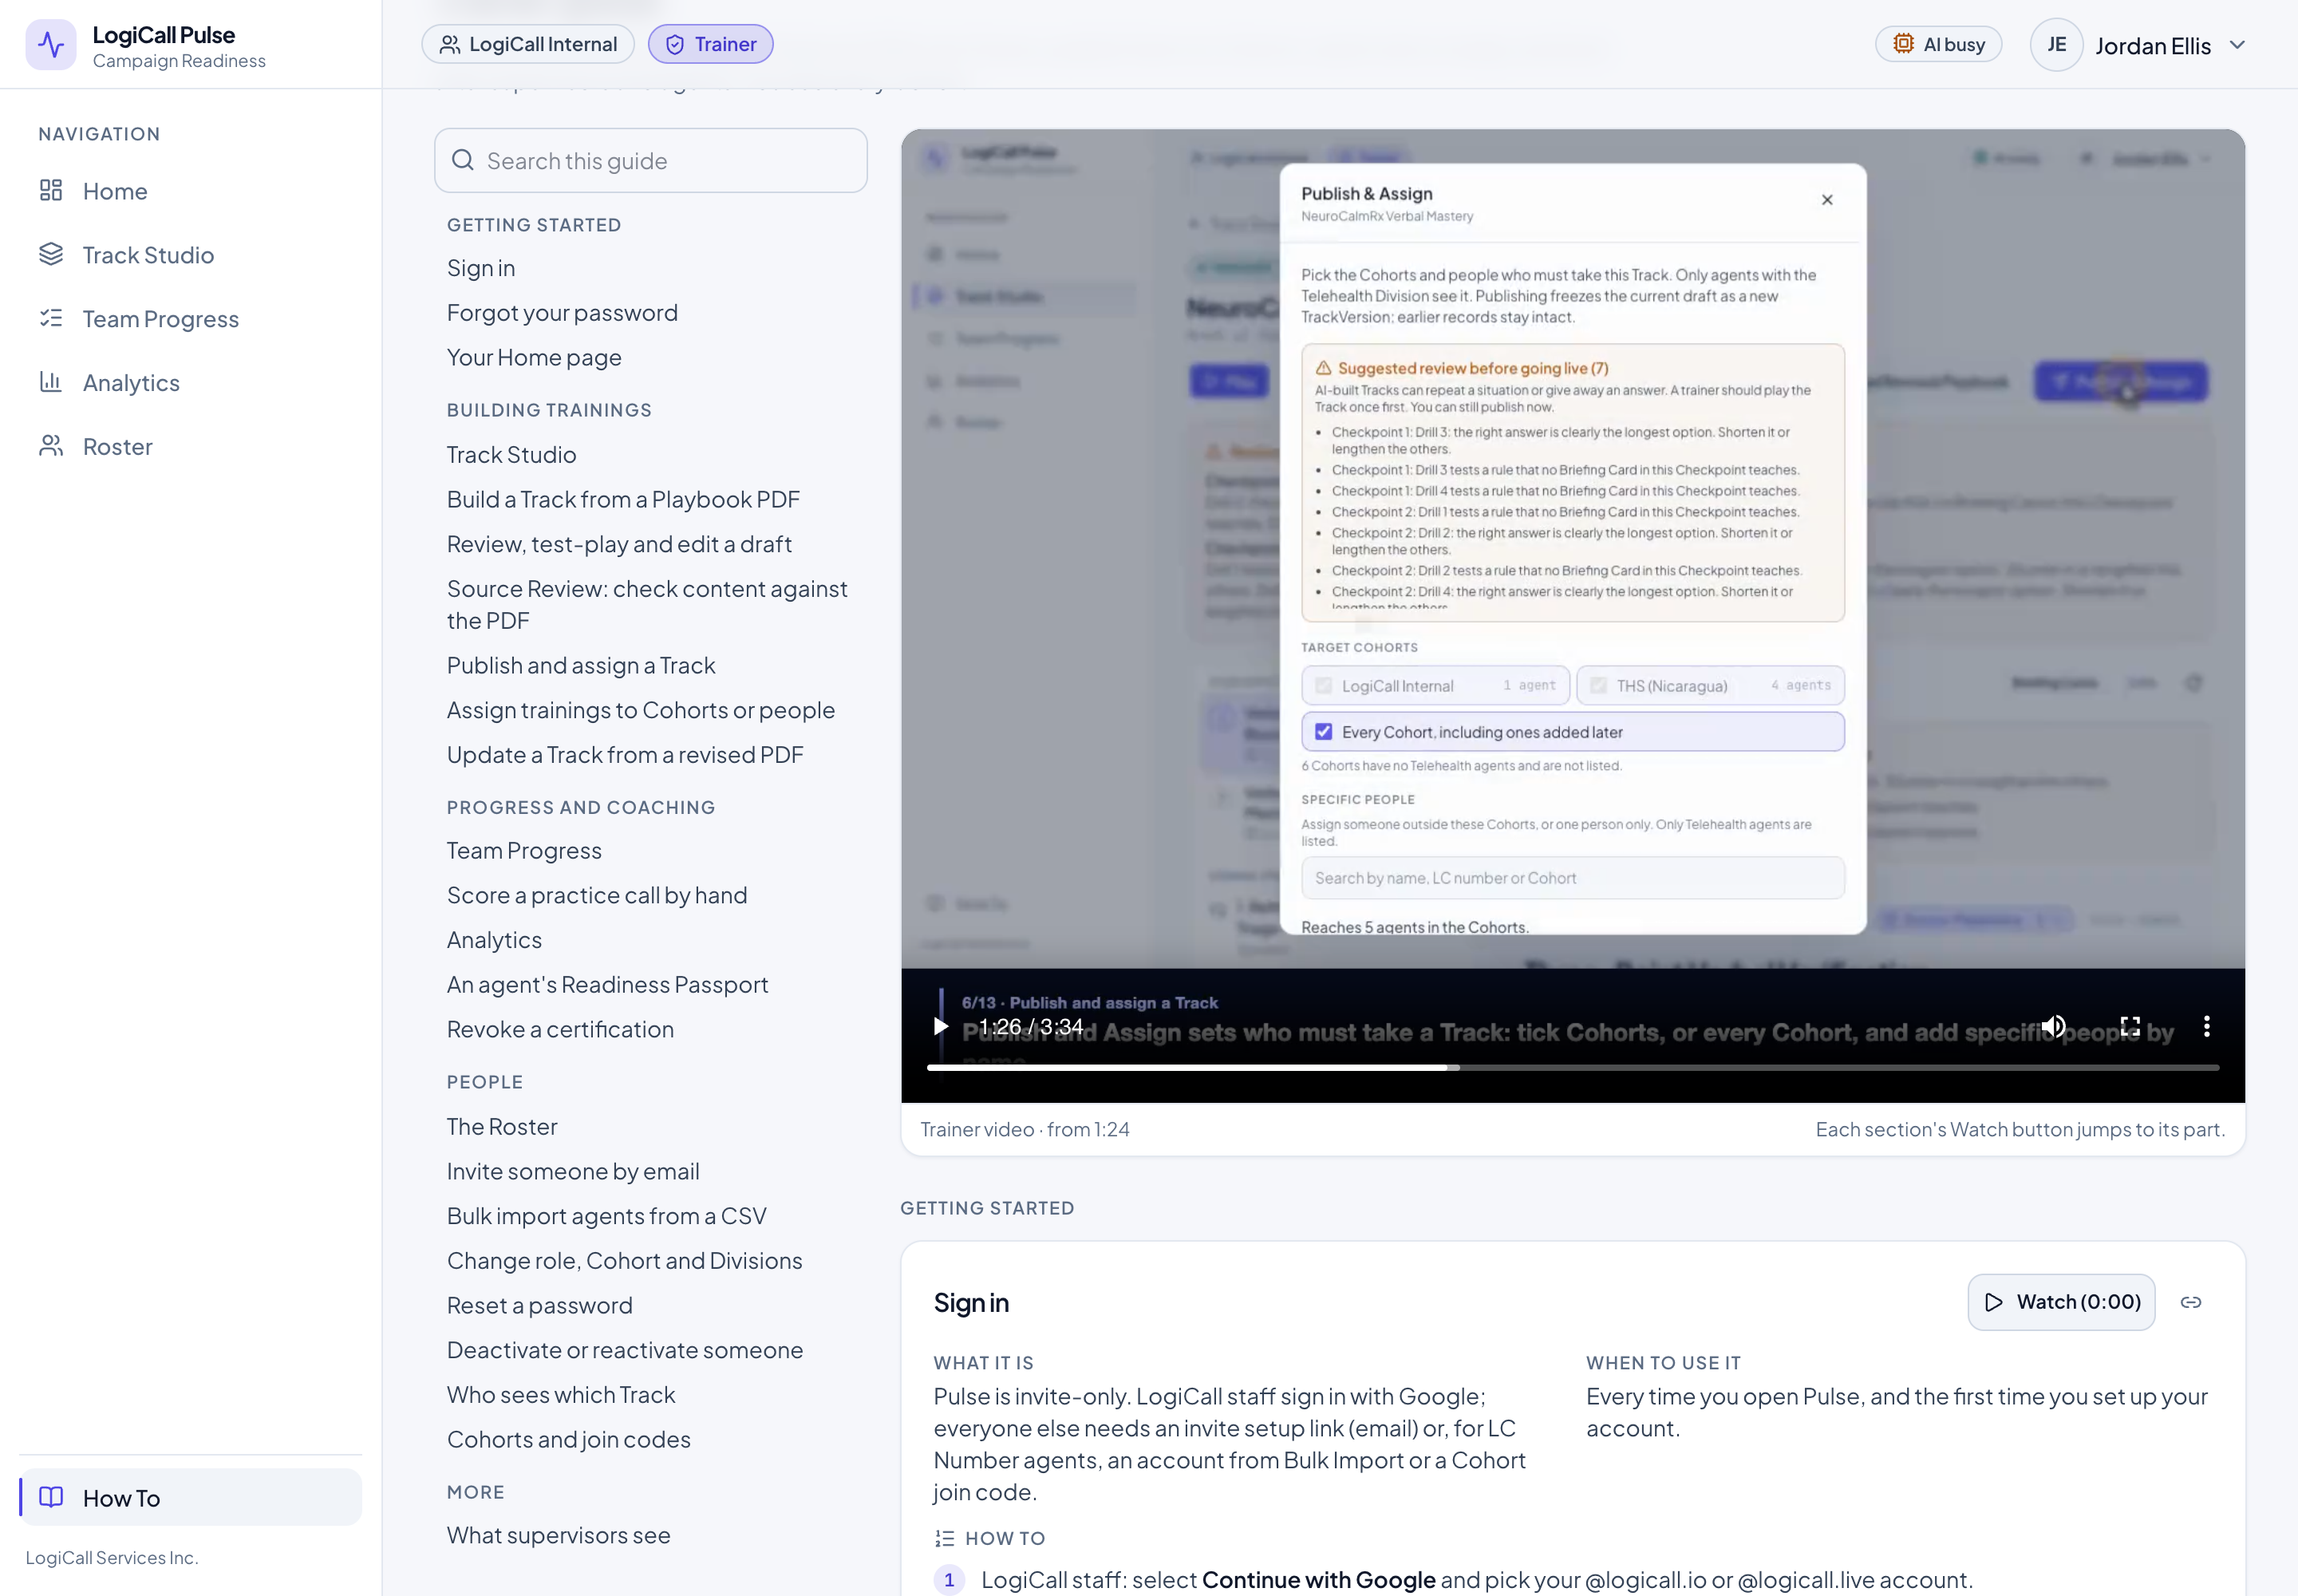 LogiCall Pulse
Campaign Readiness
LogiCall Internal
Trainer
AI busy
JE
Jordan Ellis
NAVIGATION
Home
Track Studio
Team Progress
Analytics
Roster
How To
LogiCall Services Inc.
Search this guide
GETTING STARTED
Sign in
Forgot your password
Your Home page
BUILDING TRAININGS
Track Studio
Build a Track from a Playbook PDF
Review, test-play and edit a draft
Source Review: check content against
the PDF
Publish and assign a Track
Assign trainings to Cohorts or people
Update a Track from a revised PDF
PROGRESS AND COACHING
Team Progress
Score a practice call by hand
Analytics
An agent's Readiness Passport
Revoke a certification
PEOPLE
The Roster
Invite someone by email
Bulk import agents from a CSV
Change role, Cohort and Divisions
Reset a password
Deactivate or reactivate someone
Who sees which Track
Cohorts and join codes
MORE
What supervisors see
Publish & Assign
NeuroCalmRx Verbal Mastery
Pick the Cohorts and people who must take this Track. Only agents with the
Telehealth Division see it. Publishing freezes the current draft as a new
TrackVersion; earlier records stay intact.
Suggested review before going live (7)
AI-built Tracks can repeat a situation or give away an answer. A trainer should play the
Track once first. You can still publish now.
• Checkpoint 1: Drill 3: the right answer is clearly the longest option. Shorten it or
lengthen the others.
• Checkpoint 1: Drill 3 tests a rule that no Briefing Card in this Checkpoint teaches.
• Checkpoint 1: Drill 4 tests a rule that no Briefing Card in this Checkpoint teaches.
• Checkpoint 2: Drill 1 tests a rule that no Briefing Card in this Checkpoint teaches.
• Checkpoint 2: Drill 2: the right answer is clearly the longest option. Shorten it or
lengthen the others.
• Checkpoint 2: Drill 2 tests a rule that no Briefing Card in this Checkpoint teaches.
• Checkpoint 2: Drill 4: the right answer is clearly the longest option. Shorten it or
lengthen the others.
TARGET COHORTS
LogiCall Internal 1 agent
THS (Nicaragua) 4 agents
Every Cohort, including ones added later
6 Cohorts have no Telehealth agents and are not listed.
SPECIFIC PEOPLE
Assign someone outside these Cohorts, or one person only. Only Telehealth agents are
listed.
Search by name, LC number or Cohort
Reaches 5 agents in the Cohorts.
6/13 · Publish and assign a Track
Publish and Assign sets who must take a Track: tick Cohorts, or every Cohort, and add specific people by
name
1:26 / 3:34
Trainer video · from 1:24
Each section's Watch button jumps to its part.
GETTING STARTED
Sign in
Watch (0:00)
WHAT IT IS
Pulse is invite-only. LogiCall staff sign in with Google;
everyone else needs an invite setup link (email) or, for LC
Number agents, an account from Bulk Import or a Cohort
join code.
WHEN TO USE IT
Every time you open Pulse, and the first time you set up your
account.
HOW TO
1 LogiCall staff: select Continue with Google and pick your @logicall.io or @logicall.live account.